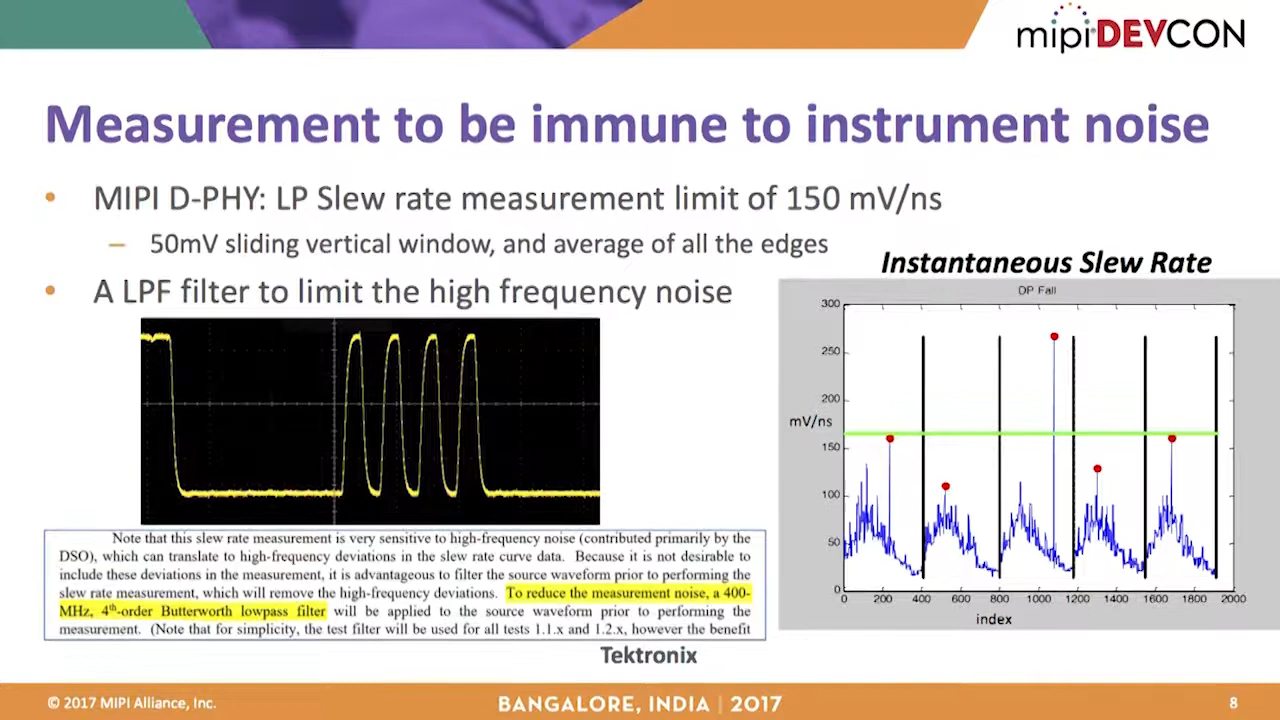 mipi DEVCON
Measurement to be immune to instrument noise
• MIPI D-PHY: LP Slew rate measurement limit of 150 mV/ns
– 50mV sliding vertical window, and average of all the edges
• A LPF filter to limit the high frequency noise
Instantaneous Slew Rate
DP Fall
300
250
200
mV/ns
150
100
50
0
0 200 400 600 800 1000 1200 1400 1600 1800 2000
index
Note that this slew rate measurement is very sensitive to high-frequency noise (contributed primarily by the
DSO), which can translate to high-frequency deviations in the slew rate curve data. Because it is not desirable to
include these deviations in the measurement, it is advantageous to filter the source waveform prior to performing the
slew rate measurement, which will remove the high-frequency deviations. To reduce the measurement noise, a 400-
MHz, 4th-order Butterworth lowpass filter will be applied to the source waveform prior to performing the
measurement. (Note that for simplicity, the test filter will be used for all tests 1.1.x and 1.2.x, however the benefit
Tektronix
© 2017 MIPI Alliance, Inc.
BANGALORE, INDIA | 2017
8